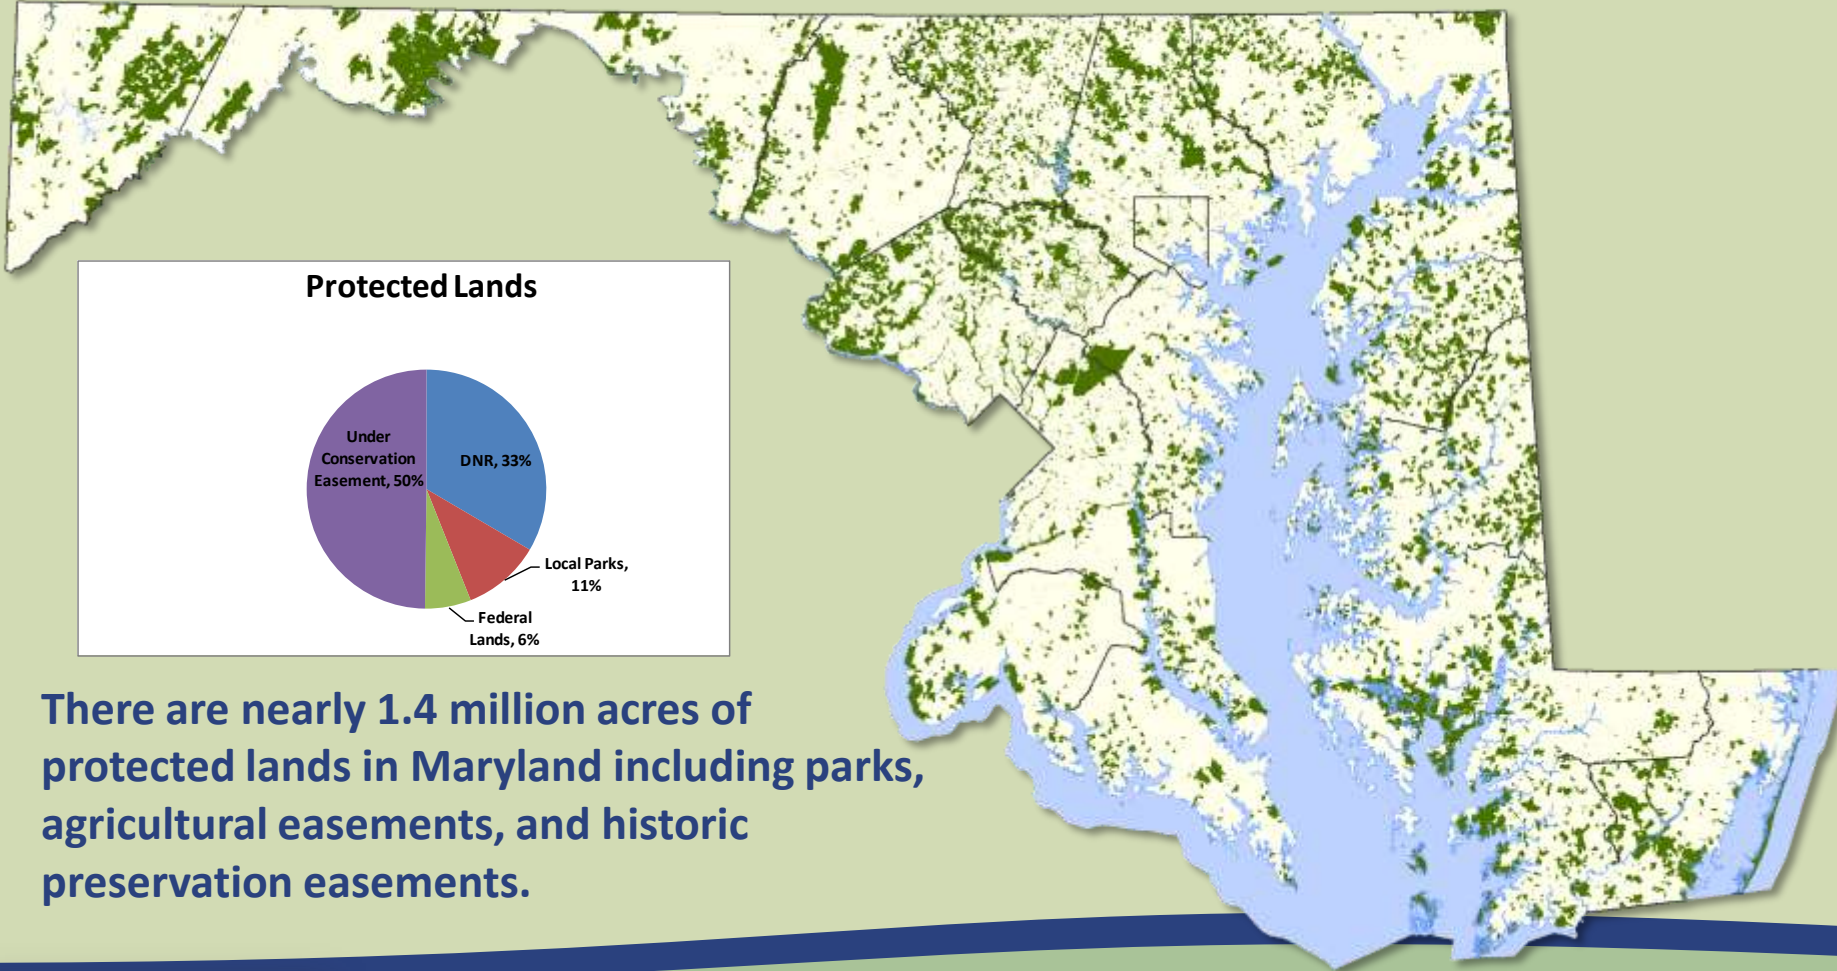 Protected Lands
Under
Conservation
Easement, 50%
DNR, 33%
Local Parks,
11%
Federal
Lands, 6%
There are nearly 1.4 million acres of
protected lands in Maryland including parks,
agricultural easements, and historic
preservation easements.